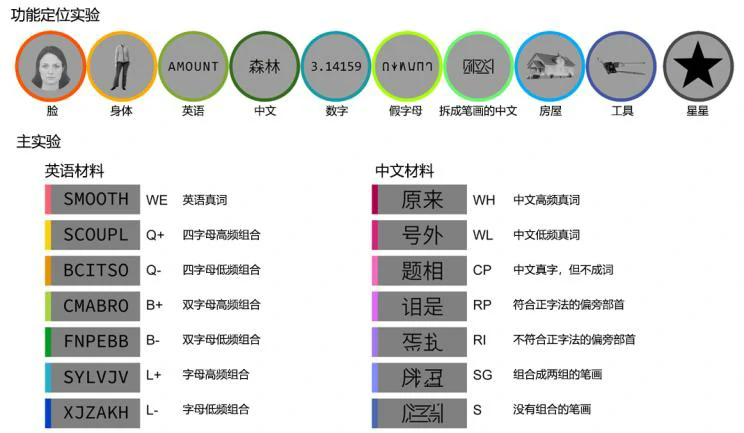 功能定位实验
AMOUNT 森林 3.14159
脸 身体 英语 中文 数字 假字母 拆成笔画的中文 房屋 工具 星星
主实验
英语材料 中文材料
SMOOTH WE 英语真词 原来 WH 中文高频真词
SCOUPL Q+ 四字母高频组合 号外 WL 中文低频真词
BCITSO Q- 四字母低频组合 题相 CP 中文真字，但不成词
CMABRO B+ 双字母高频组合 RP 符合正字法的偏旁部首
FNPEBB B- 双字母低频组合 RI 不符合正字法的偏旁部首
SYLVJV L+ 字母高频组合 SG 组合成两组的笔画
XJZAKH L- 字母低频组合 S 没有组合的笔画